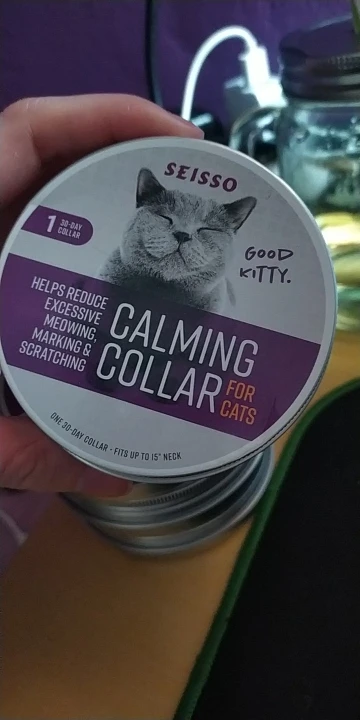 SEISSO
1 30-DAY
COLLAR
GOOD
KITTY.
HELPS REDUCE
EXCESSIVE
MEOWING,
MARKING &
SCRATCHING
CALMING
COLLAR
FOR
CATS
ONE 30-DAY COLLAR · FITS UP TO 15" NECK